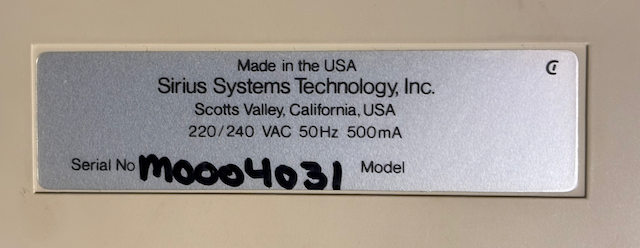 Made in the USA
Sirius Systems Technology, Inc.
Scotts Valley, California, USA
220/240 VAC 50Hz 500mA
Serial No M0004031 Model